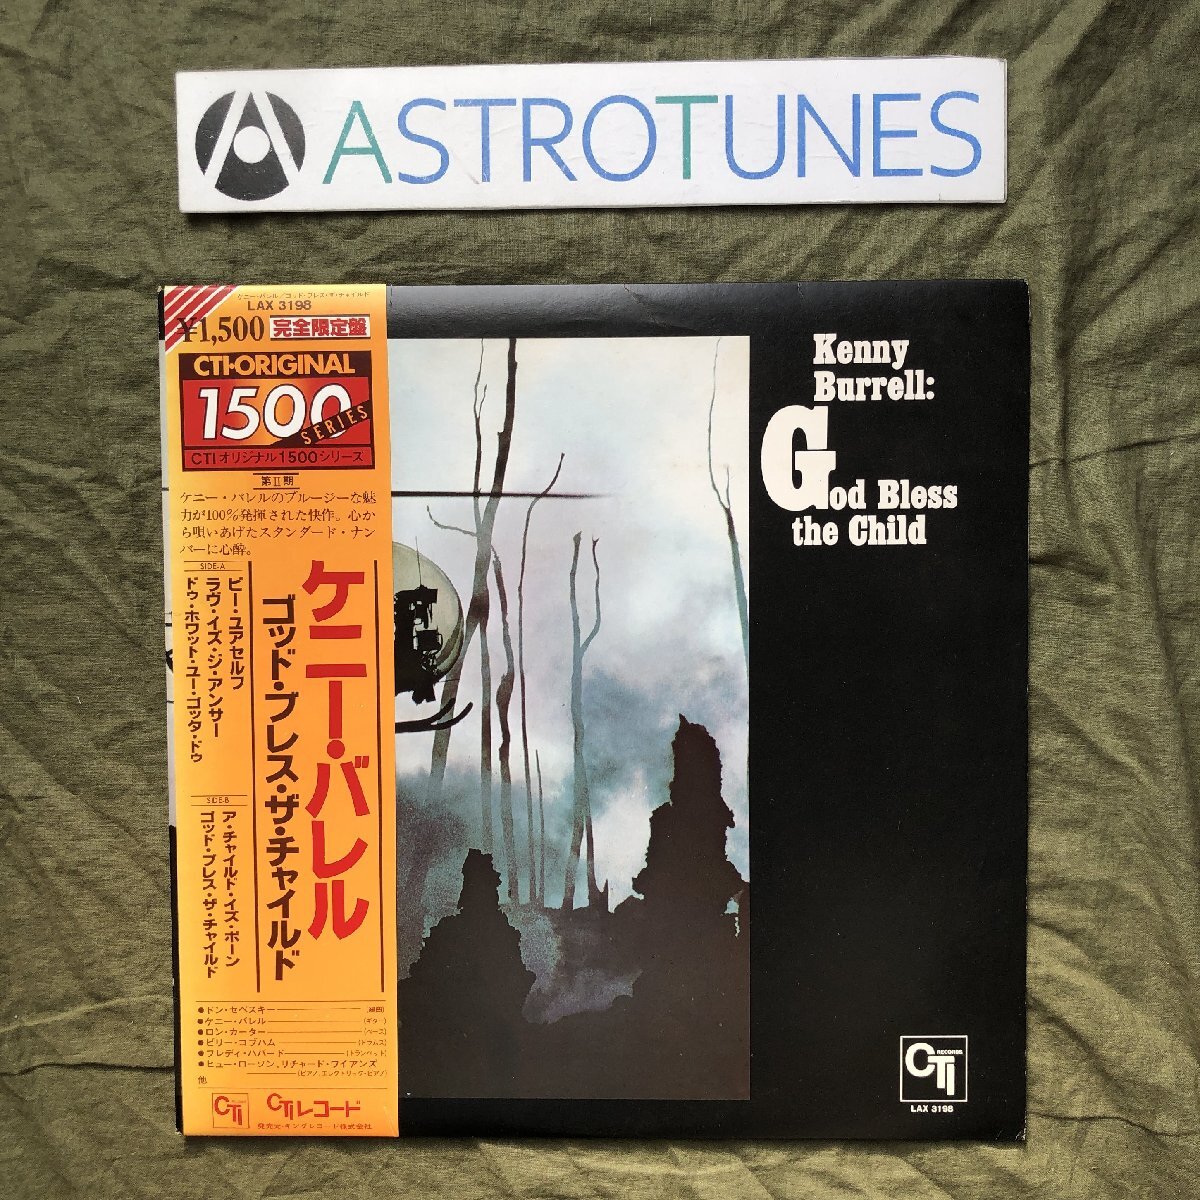 ASTROTUNES
ケニー・バレル/ゴッド・ブレス・ザ・チャイルド
LAX 3198
¥1,500 完全限定盤
CTI-ORIGINAL
1500
SERIES
CTIオリジナル1500シリーズ
第II期
ケニー・バレルのブルージーな魅
力が100%発揮された快作。心か
ら唄いあげたスタンダード・ナン
バーに心酔。
ケニー・バレル
ゴッド・ブレス・ザ・チャイルド
SIDE-A
ビー・ユアセルフ
ラヴ・イズ・ジ・アンサー
ドゥ・ホワット・ユー・ゴッタ・ドゥ
SIDE-B
ア・チャイルド・イズ・ボーン
ゴッド・ブレス・ザ・チャイルド
●ドン・セベスキー (編曲)
●ケニー・バレル (ギター)
●ロン・カーター (ベース)
●ビリー・コブハム (ドラムス)
●フレディ・ハバード (トランペット)
●ヒュー・ローソン、リチャード・ワイアンズ
(ピアノ、エレクトリック・ピアノ)
他
CTI CTIレコード
発売元・キングレコード株式会社
Kenny
Burrell:
God Bless
the Child
CTI RECORDS
LAX 3198